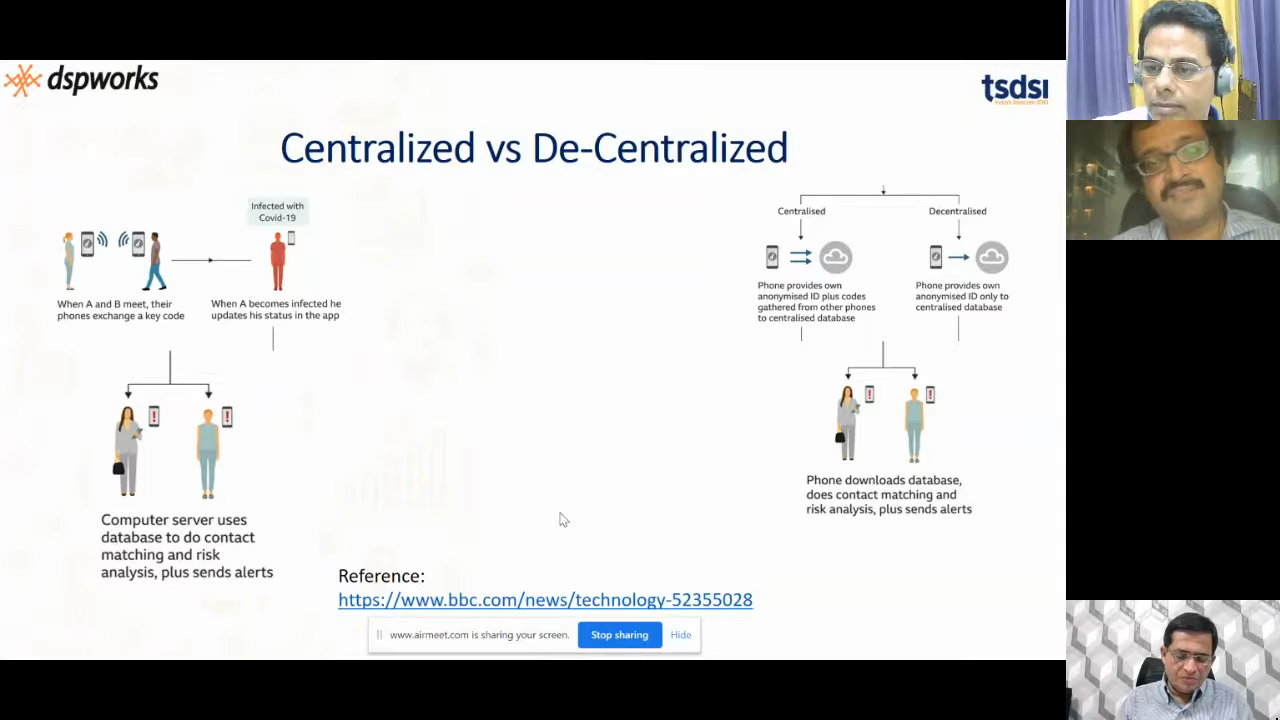 dspworks
tsdsi
Centralized vs De-Centralized
Infected with
Covid-19
When A and B meet, their
phones exchange a key code
When A becomes infected he
updates his status in the app
Computer server uses
database to do contact
matching and risk
analysis, plus sends alerts
Centralised
Decentralised
Phone provides own
anonymised ID plus codes
gathered from other phones
to centralised database
Phone provides own
anonymised ID only to
centralised database
!
!
!
!
Phone downloads database,
does contact matching and
risk analysis, plus sends alerts
Reference:
https://www.bbc.com/news/technology-52355028
www.airmeet.com is sharing your screen.
Stop sharing
Hide